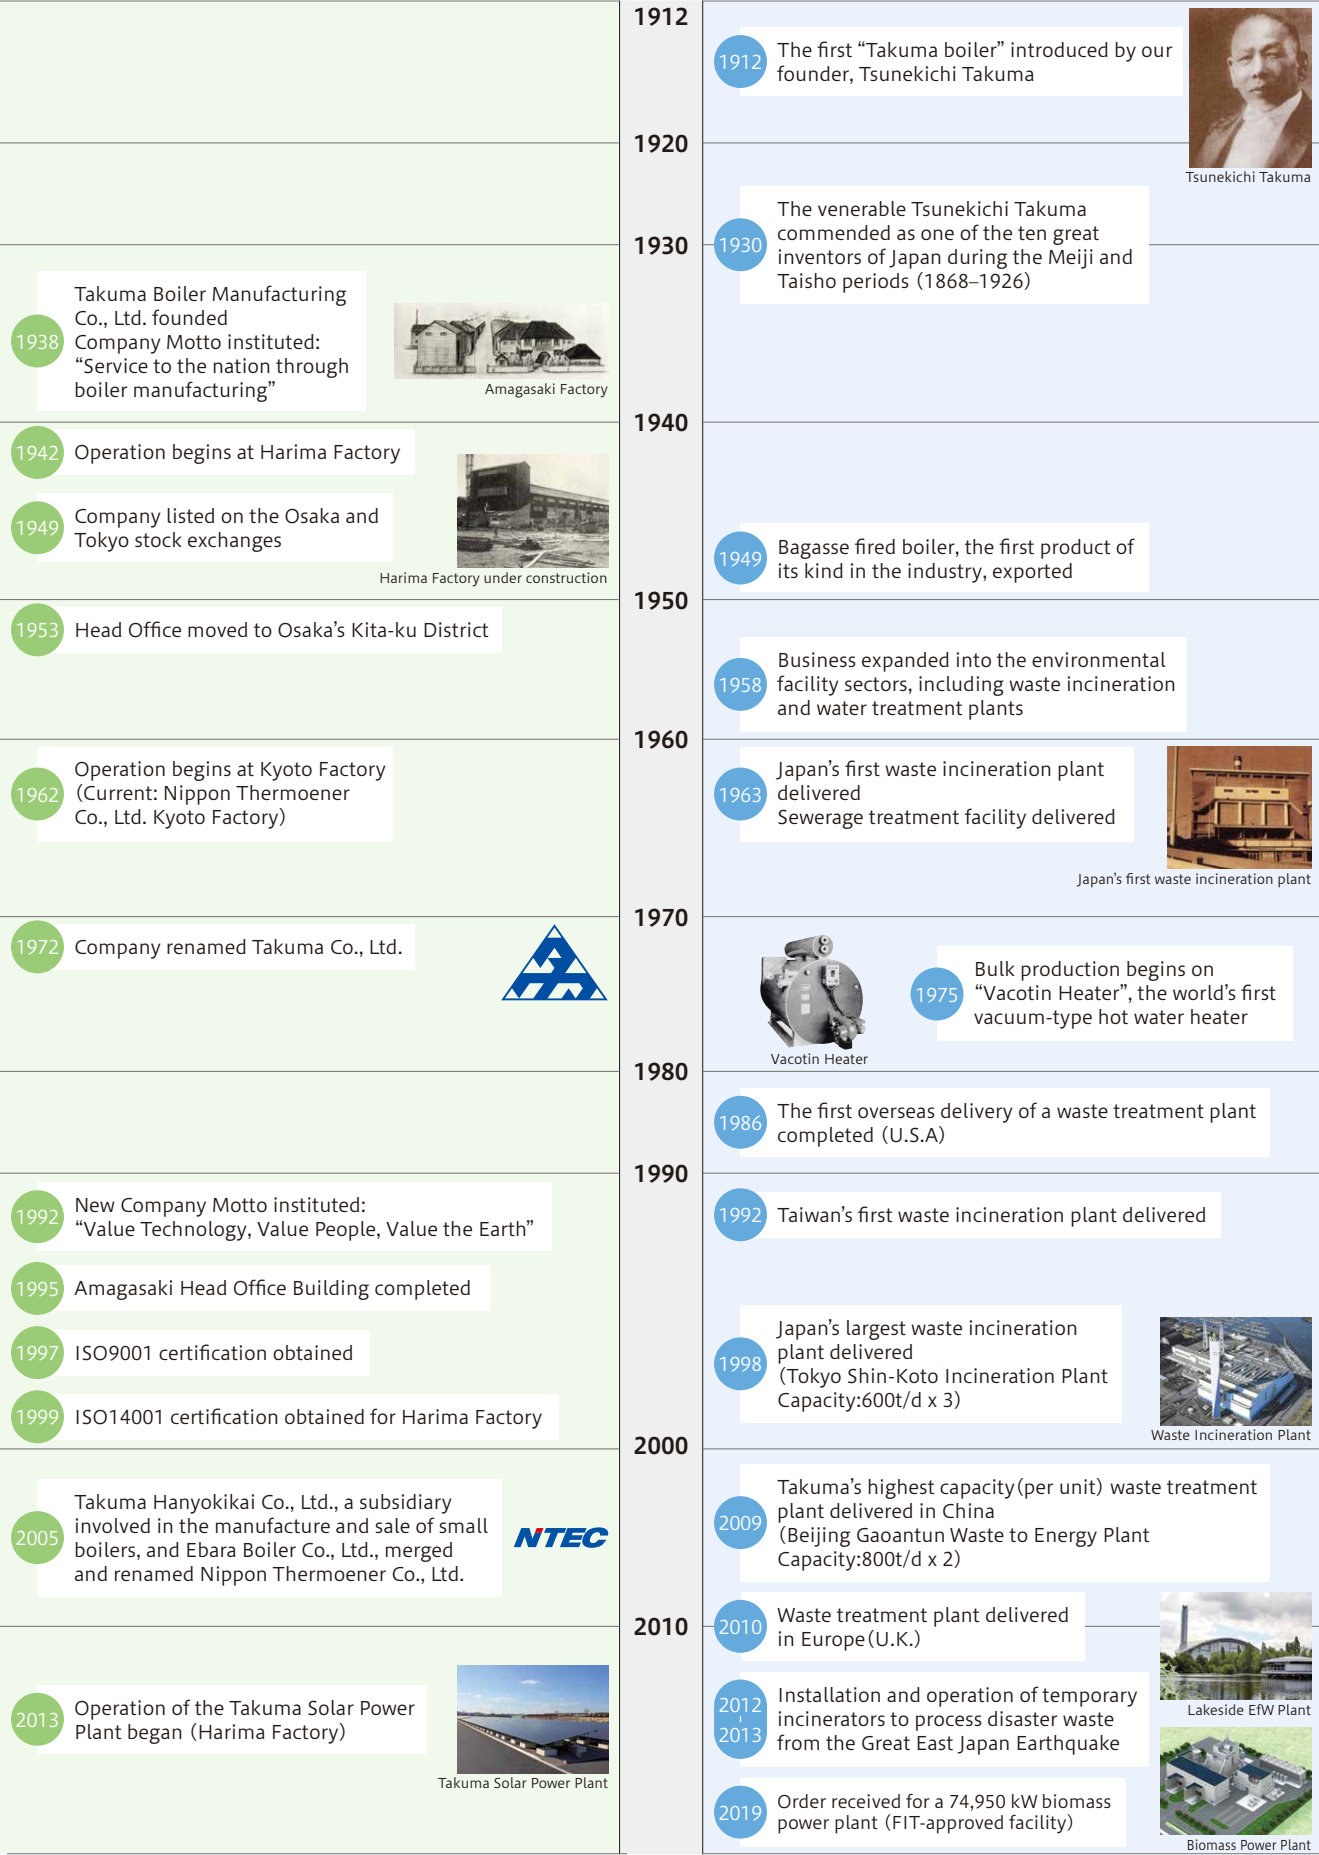 1912
1912
The first “Takuma boiler” introduced by our
founder, Tsunekichi Takuma
Tsunekichi Takuma
1920
1930
1930
The venerable Tsunekichi Takuma
commended as one of the ten great
inventors of Japan during the Meiji and
Taisho periods (1868–1926)
1938
Takuma Boiler Manufacturing
Co., Ltd. founded
Company Motto instituted:
“Service to the nation through
boiler manufacturing”
Amagasaki Factory
1940
1942
Operation begins at Harima Factory
1949
Company listed on the Osaka and
Tokyo stock exchanges
Harima Factory under construction
1949
Bagasse fired boiler, the first product of
its kind in the industry, exported
1950
1953
Head Office moved to Osaka’s Kita-ku District
1958
Business expanded into the environmental
facility sectors, including waste incineration
and water treatment plants
1960
1962
Operation begins at Kyoto Factory
(Current: Nippon Thermoener
Co., Ltd. Kyoto Factory)
1963
Japan’s first waste incineration plant
delivered
Sewerage treatment facility delivered
Japan’s first waste incineration plant
1970
1972
Company renamed Takuma Co., Ltd.
Vacotin Heater
1975
Bulk production begins on
“Vacotin Heater”, the world’s first
vacuum-type hot water heater
1980
1986
The first overseas delivery of a waste treatment plant
completed (U.S.A)
1990
1992
New Company Motto instituted:
“Value Technology, Value People, Value the Earth”
1992
Taiwan’s first waste incineration plant delivered
1995
Amagasaki Head Office Building completed
1997
ISO9001 certification obtained
1998
Japan’s largest waste incineration
plant delivered
(Tokyo Shin-Koto Incineration Plant
Capacity:600t/d x 3)
Waste Incineration Plant
1999
ISO14001 certification obtained for Harima Factory
2000
2005
Takuma Hanyokikai Co., Ltd., a subsidiary
involved in the manufacture and sale of small
boilers, and Ebara Boiler Co., Ltd., merged
and renamed Nippon Thermoener Co., Ltd.
NTEC
2009
Takuma’s highest capacity(per unit) waste treatment
plant delivered in China
(Beijing Gaoantun Waste to Energy Plant
Capacity:800t/d x 2)
2010
2010
Waste treatment plant delivered
in Europe(U.K.)
Lakeside EfW Plant
2013
Operation of the Takuma Solar Power
Plant began (Harima Factory)
Takuma Solar Power Plant
2012
-
2013
Installation and operation of temporary
incinerators to process disaster waste
from the Great East Japan Earthquake
2019
Order received for a 74,950 kW biomass
power plant (FIT-approved facility)
Biomass Power Plant